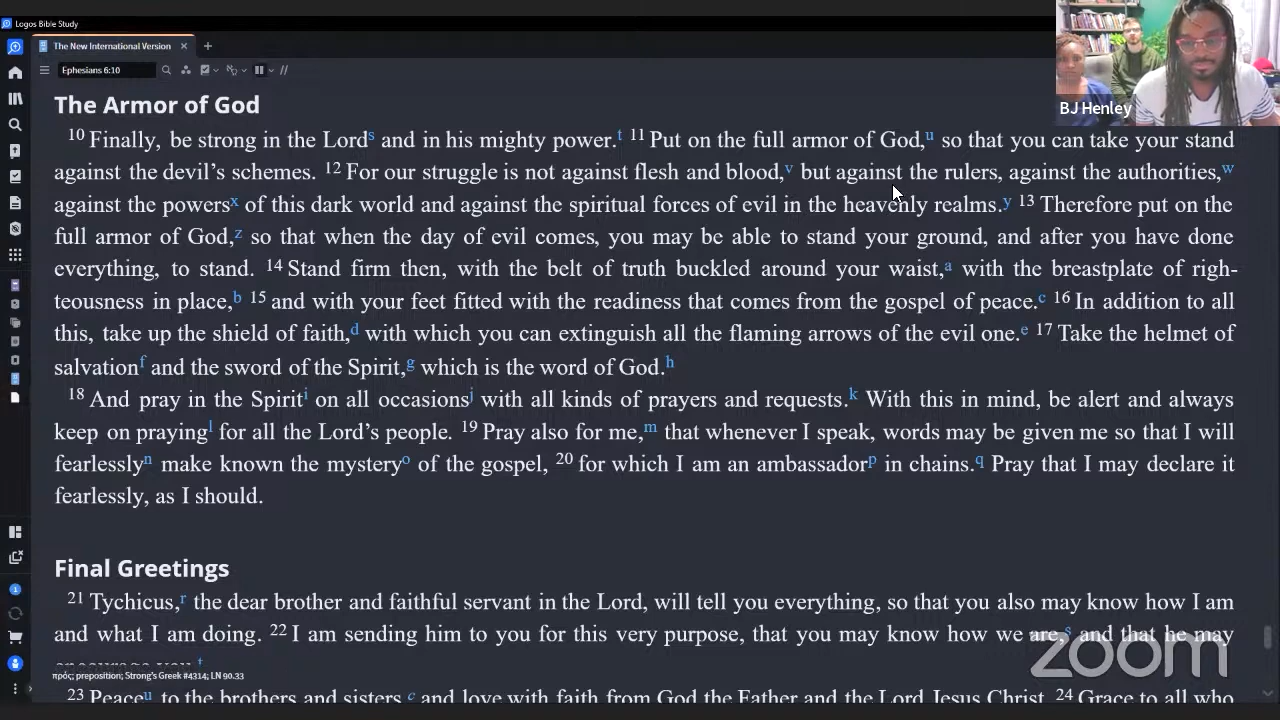 Logos Bible Study
The New International Version
Ephesians 6:10
BJ Henley
The Armor of God
10 Finally, be strong in the Lords and in his mighty power.t 11 Put on the full armor of God,u so that you can take your stand
against the devil's schemes. 12 For our struggle is not against flesh and blood,v but against the rulers, against the authorities,w
against the powersx of this dark world and against the spiritual forces of evil in the heavenly realms.y 13 Therefore put on the
full armor of God,z so that when the day of evil comes, you may be able to stand your ground, and after you have done
everything, to stand. 14 Stand firm then, with the belt of truth buckled around your waist,a with the breastplate of righ-
teousness in place,b 15 and with your feet fitted with the readiness that comes from the gospel of peace.c 16 In addition to all
this, take up the shield of faith,d with which you can extinguish all the flaming arrows of the evil one.e 17 Take the helmet of
salvationf and the sword of the Spirit,g which is the word of God.h
18 And pray in the Spiriti on all occasionsj with all kinds of prayers and requests.k With this in mind, be alert and always
keep on prayingl for all the Lord's people. 19 Pray also for me,m that whenever I speak, words may be given me so that I will
fearlesslyn make known the mysteryo of the gospel, 20 for which I am an ambassadorp in chains.q Pray that I may declare it
fearlessly, as I should.
Final Greetings
21 Tychicus,r the dear brother and faithful servant in the Lord, will tell you everything, so that you also may know how I am
and what I am doing. 22 I am sending him to you for this very purpose, that you may know how we are,s and that he may
encourage you.t
πρός; preposition; Strong's Greek #4314; LN 90.33
23 Peaceu to the brothers and sisters c and love with faith from God the Father and the Lord Jesus Christ. 24 Grace to all who
zoom